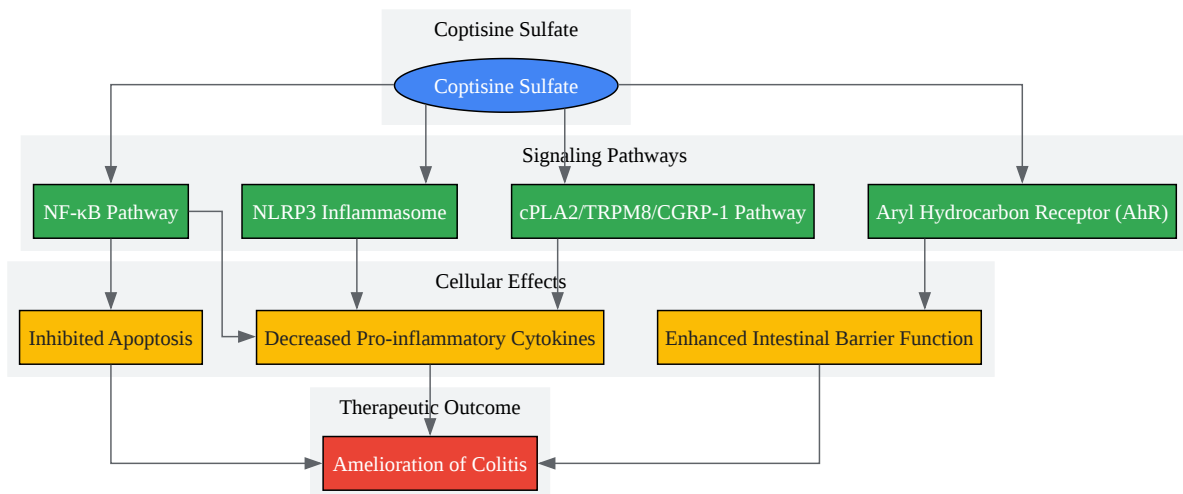 Coptisine Sulfate
Coptisine Sulfate
Signaling Pathways
NF-κB Pathway
NLRP3 Inflammasome
cPLA2/TRPM8/CGRP-1 Pathway
Aryl Hydrocarbon Receptor (AhR)
Cellular Effects
Inhibited Apoptosis
Decreased Pro-inflammatory Cytokines
Enhanced Intestinal Barrier Function
Therapeutic Outcome
Amelioration of Colitis